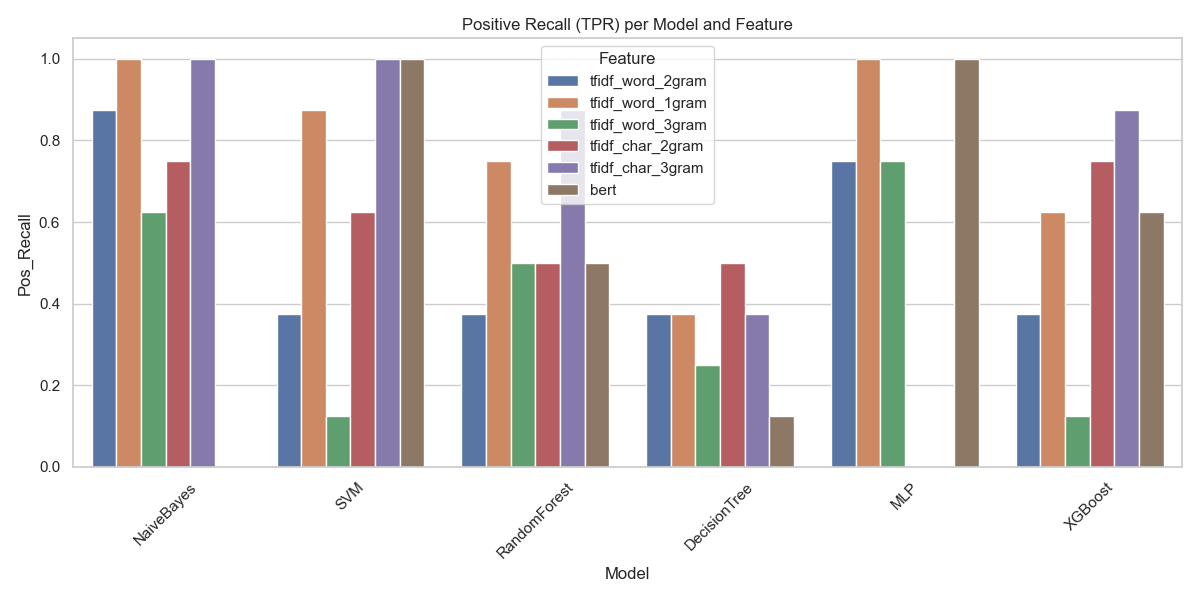 Positive Recall (TPR) per Model and Feature
Feature
tfidf_word_2gram
tfidf_word_1gram
tfidf_word_3gram
tfidf_char_2gram
tfidf_char_3gram
bert
Pos_Recall
1.0
0.8
0.6
0.4
0.2
0.0
NaiveBayes
SVM
RandomForest
DecisionTree
MLP
XGBoost
Model